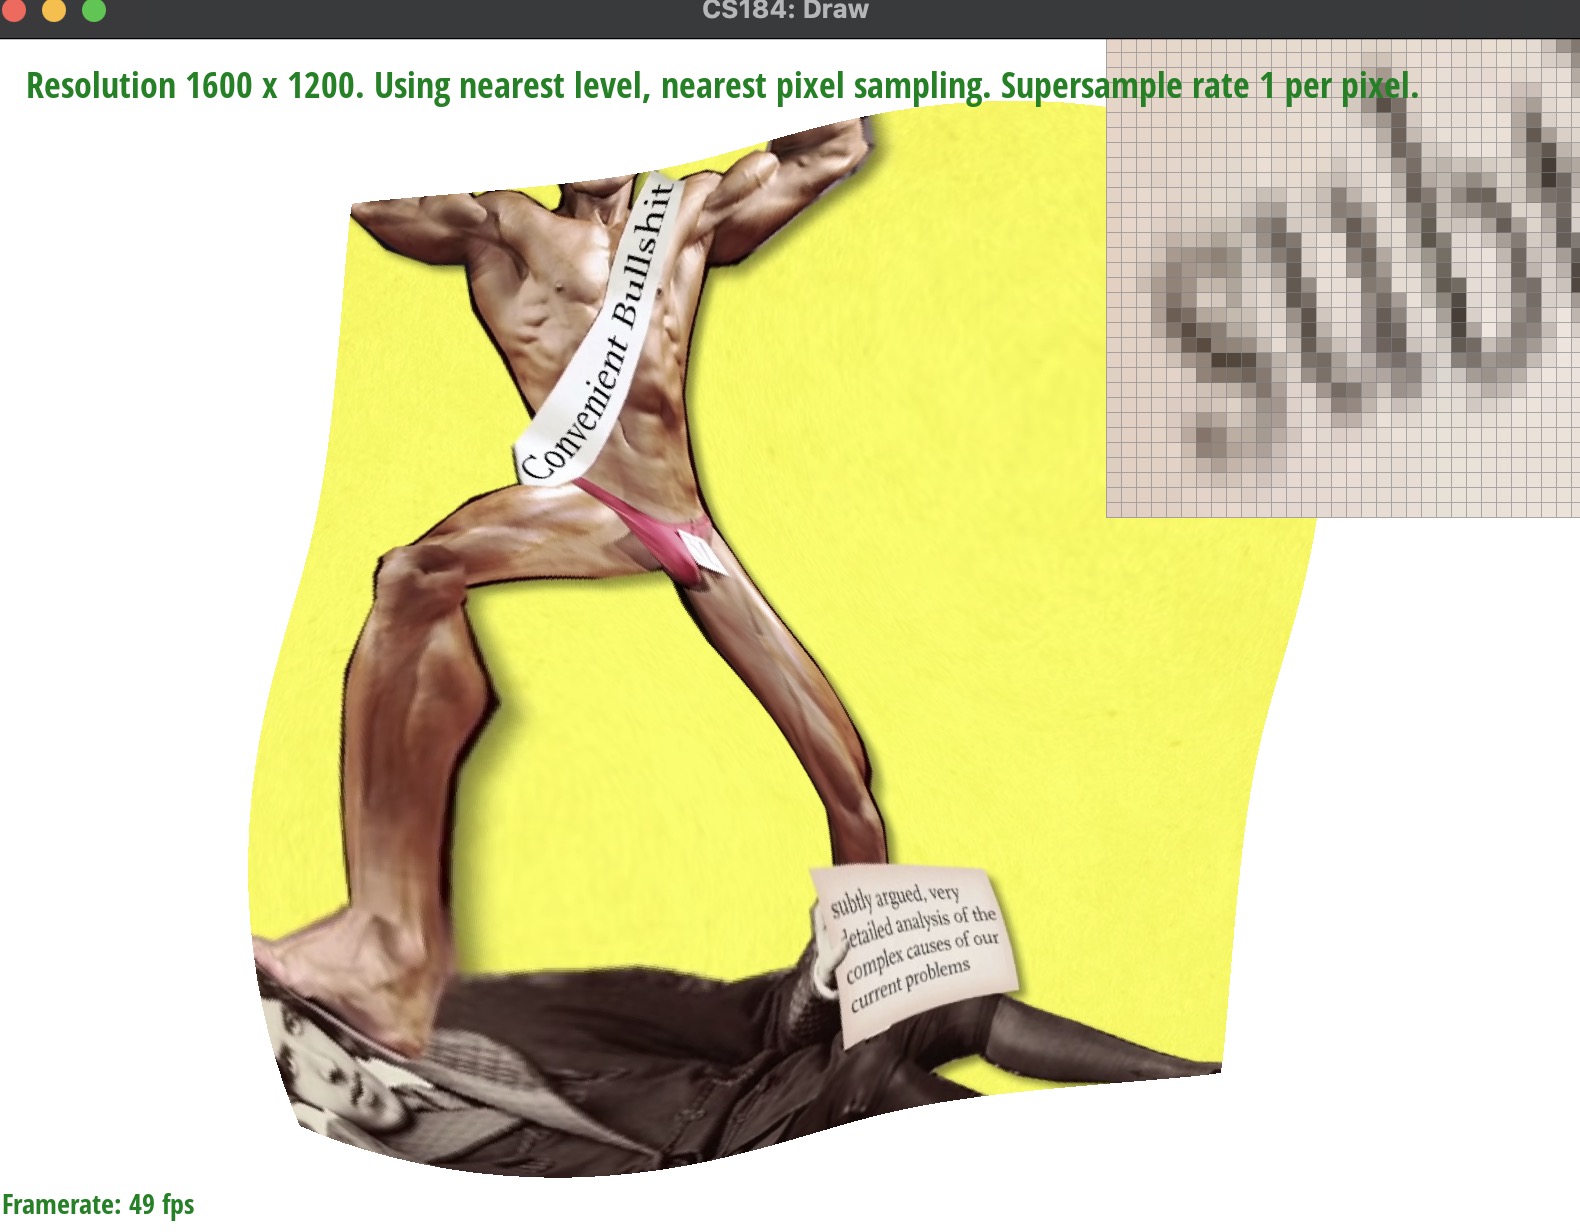 CS184: Draw
Resolution 1600 x 1200. Using nearest level, nearest pixel sampling. Supersample rate 1 per pixel.
Convenient Bullshit
subtly argued, very
detailed analysis of the
complex causes of our
current problems
Framerate: 49 fps